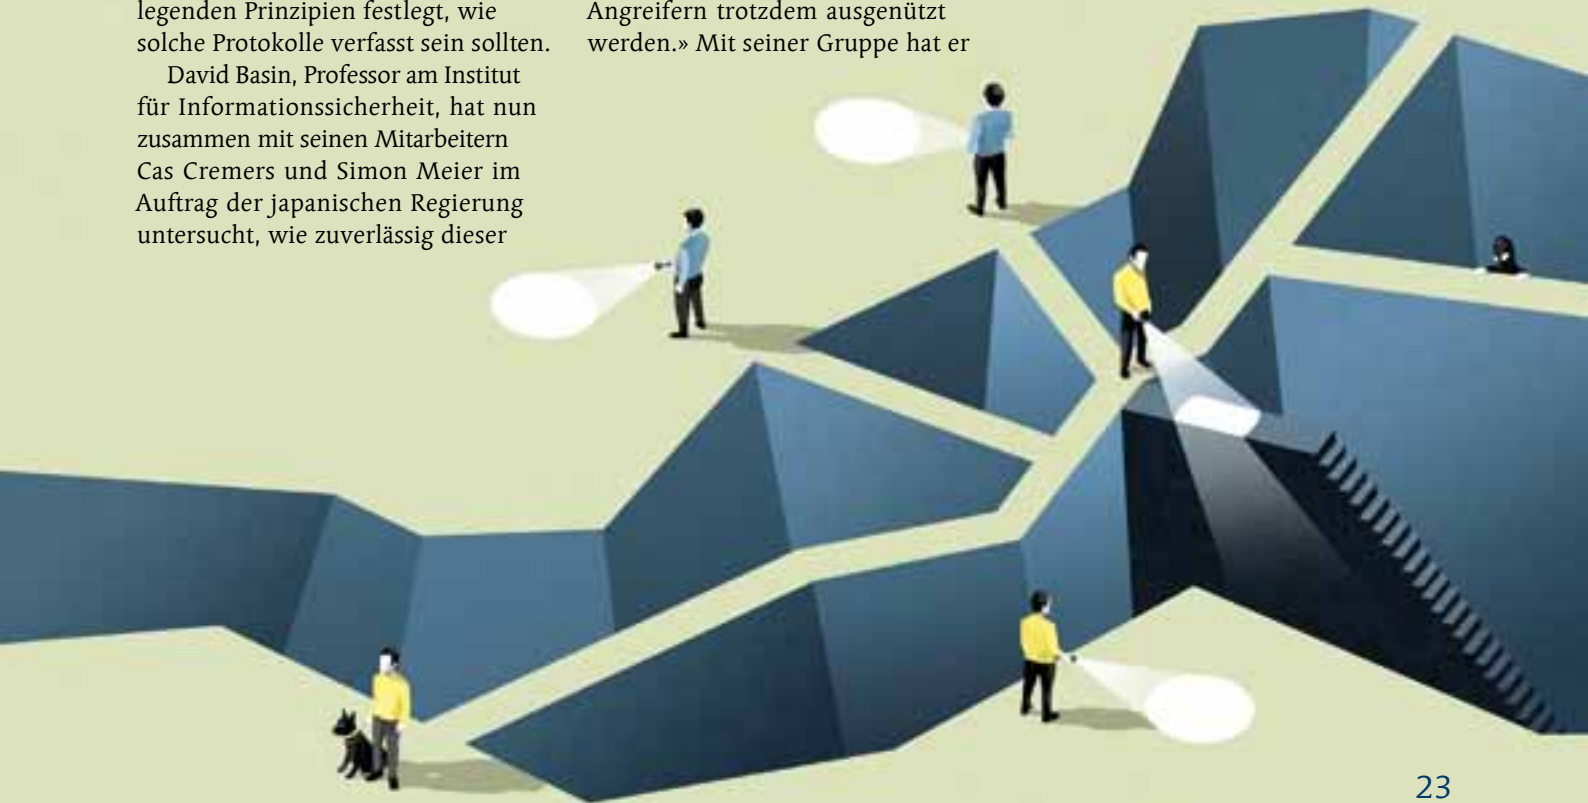 legenden Prinzipien festlegt, wie
solche Protokolle verfasst sein sollten.
David Basin, Professor am Institut
für Informationssicherheit, hat nun
zusammen mit seinen Mitarbeitern
Cas Cremers und Simon Meier im
Auftrag der japanischen Regierung
untersucht, wie zuverlässig dieser
Angreifern trotzdem ausgenützt
werden.» Mit seiner Gruppe hat er
23